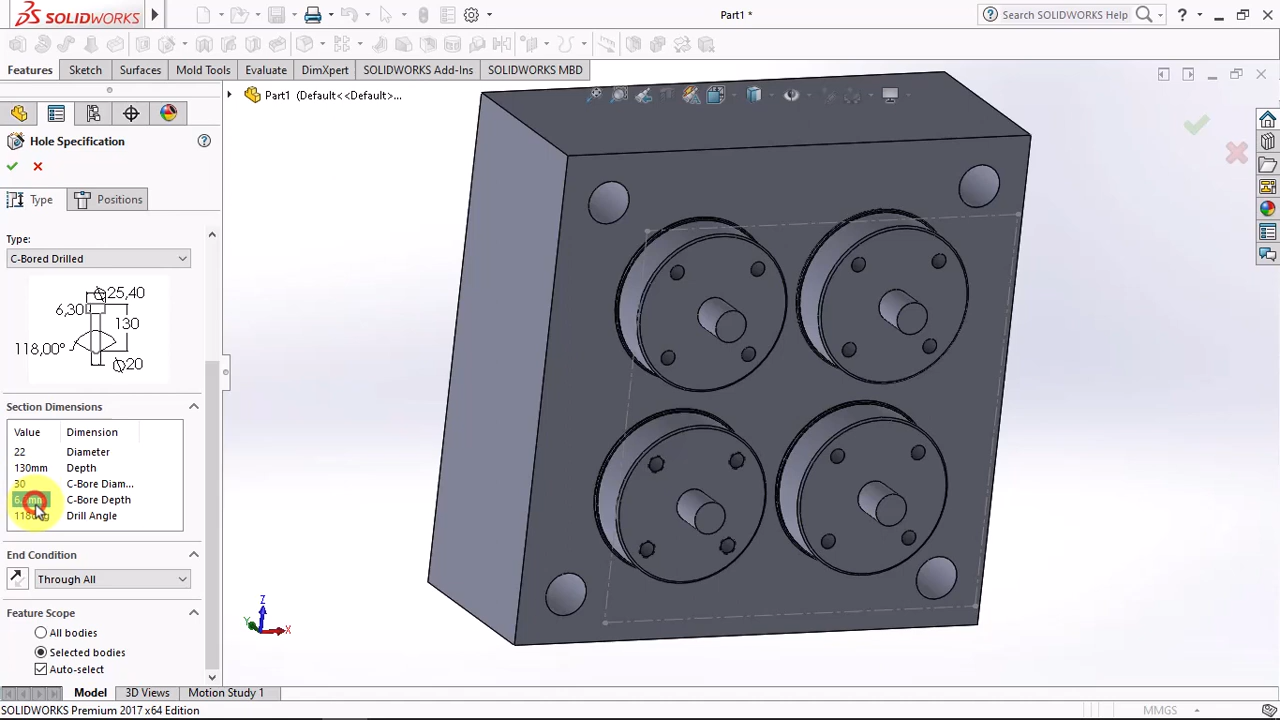 SOLIDWORKS
Part1 *
Search SOLIDWORKS Help
Features
Sketch
Surfaces
Mold Tools
Evaluate
DimXpert
SOLIDWORKS Add-Ins
SOLIDWORKS MBD
Part1 (Default<<Default>...
Hole Specification
Type
Positions
Type:
C-Bored Drilled
25,40
6,30
130
118,00°
20
Section Dimensions
Value Dimension
22 Diameter
130mm Depth
30 C-Bore Diam...
C-Bore Depth
Drill Angle
End Condition
Through All
Feature Scope
All bodies
Selected bodies
Auto-select
Z
Y
X
Model
3D Views
Motion Study 1
SOLIDWORKS Premium 2017 x64 Edition
MMGS